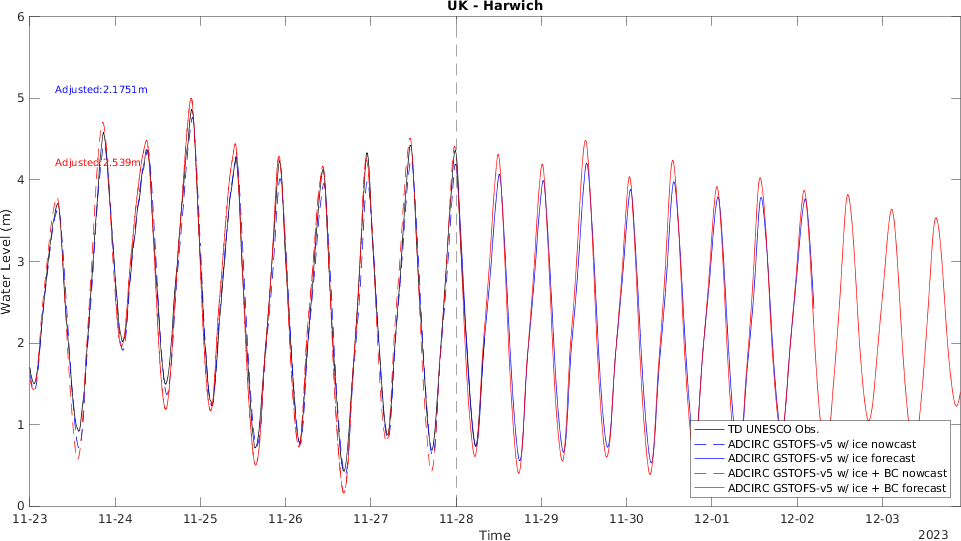 UK - Harwich
6
5
4
3
2
1
0
Water Level (m)
Adjusted:2.1751m
Adjusted:2.539m
TD UNESCO Obs.
ADCIRC GSTOFS-v5 w/ ice nowcast
ADCIRC GSTOFS-v5 w/ ice forecast
ADCIRC GSTOFS-v5 w/ ice + BC nowcast
ADCIRC GSTOFS-v5 w/ ice + BC forecast
11-23 11-24 11-25 11-26 11-27 11-28 11-29 11-30 12-01 12-02 12-03
Time
2023